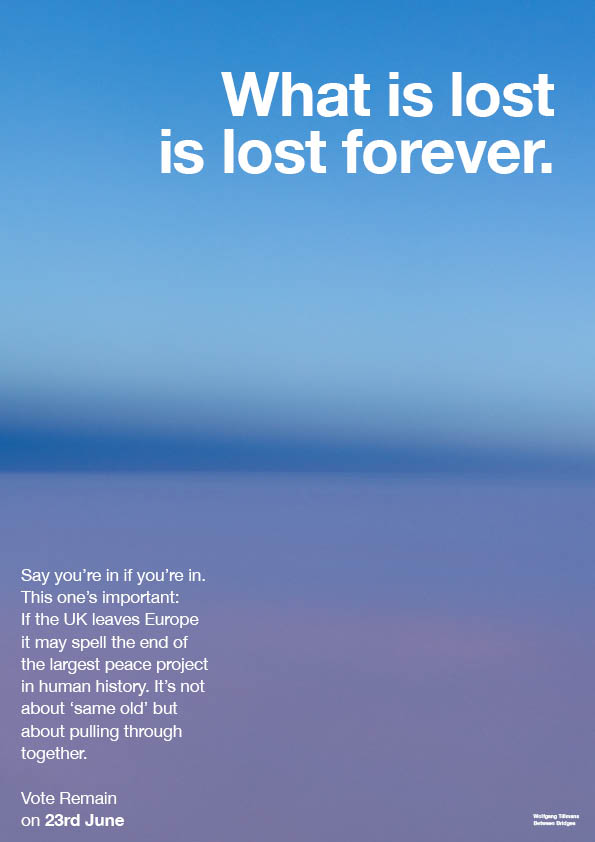 What is lost
is lost forever.
Say you’re in if you’re in.
This one’s important:
If the UK leaves Europe
it may spell the end of
the largest peace project
in human history. It’s not
about ‘same old’ but
about pulling through
together.
Vote Remain
on 23rd June
Wolfgang Tillmans
Between Bridges